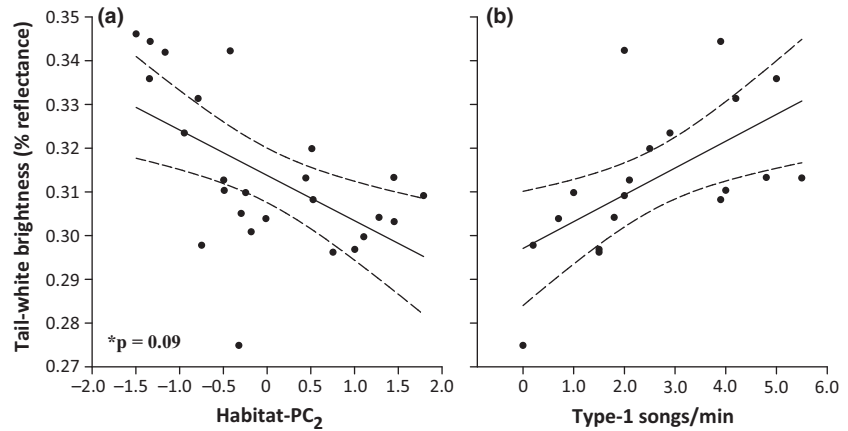 (a)
(b)
Tail-white brightness (% reflectance)
0.35
0.34
0.33
0.32
0.31
0.30
0.29
0.28
0.27
*p = 0.09
–2.0 –1.5 –1.0 –0.5 0 0.5 1.0 1.5 2.0
Habitat-PC2
0 1.0 2.0 2.9 4.0 5.0 6.0
Type-1 songs/min